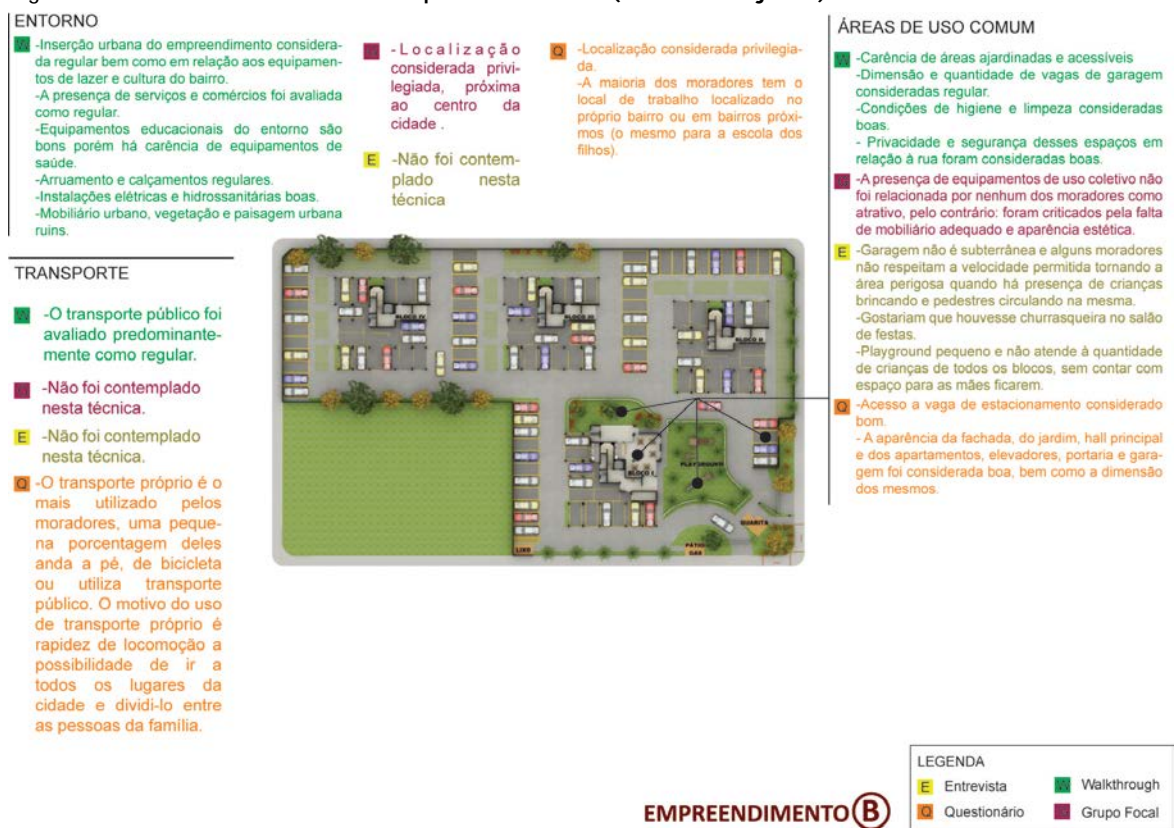 ENTORNO
W -Inserção urbana do empreendimento considera-
da regular bem como em relação aos equipamen-
tos de lazer e cultura do bairro.
-A presença de serviços e comércios foi avaliada
como regular.
-Equipamentos educacionais do entorno são
bons porém há carência de equipamentos de
saúde.
-Arruamento e calçamentos regulares.
-Instalações elétricas e hidrossanitárias boas.
-Mobiliário urbano, vegetação e paisagem urbana
ruins.
-Localização
considerada privi-
legiada, próxima
ao centro da
cidade .
E -Não foi contem-
plado nesta
técnica
Q -Localização considerada privilegia-
da.
-A maioria dos moradores tem o
local de trabalho localizado no
próprio bairro ou em bairros próxi-
mos (o mesmo para a escola dos
filhos).
TRANSPORTE
W -O transporte público foi
avaliado predominante-
mente como regular.
-Não foi contemplado
nesta técnica.
E -Não foi contemplado
nesta técnica.
Q -O transporte próprio é o
mais utilizado pelos
moradores, uma peque-
na porcentagem deles
anda a pé, de bicicleta
ou utiliza transporte
público. O motivo do uso
de transporte próprio é
rapidez de locomoção a
possibilidade de ir a
todos os lugares da
cidade e dividi-lo entre
as pessoas da família.
BLOCO IV
BLOCO III
BLOCO II
BLOCO I
PLAYGROUND
GUARITA
PÁTIO
GÁS
LIXO
ÁREAS DE USO COMUM
W -Carência de áreas ajardinadas e acessíveis
-Dimensão e quantidade de vagas de garagem
consideradas regular.
-Condições de higiene e limpeza consideradas
boas.
- Privacidade e segurança desses espaços em
relação à rua foram consideradas boas.
-A presença de equipamentos de uso coletivo não
foi relacionada por nenhum dos moradores como
atrativo, pelo contrário: foram criticados pela falta
de mobiliário adequado e aparência estética.
E -Garagem não é subterrânea e alguns moradores
não respeitam a velocidade permitida tornando a
área perigosa quando há presença de crianças
brincando e pedestres circulando na mesma.
-Gostariam que houvesse churrasqueira no salão
de festas.
-Playground pequeno e não atende à quantidade
de crianças de todos os blocos, sem contar com
espaço para as mães ficarem.
Q -Acesso a vaga de estacionamento considerado
bom.
- A aparência da fachada, do jardim, hall principal
e dos apartamentos, elevadores, portaria e gara-
gem foi considerada boa, bem como a dimensão
dos mesmos.
EMPREENDIMENTO B
LEGENDA
E Entrevista
W Walkthrough
Q Questionário
Grupo Focal